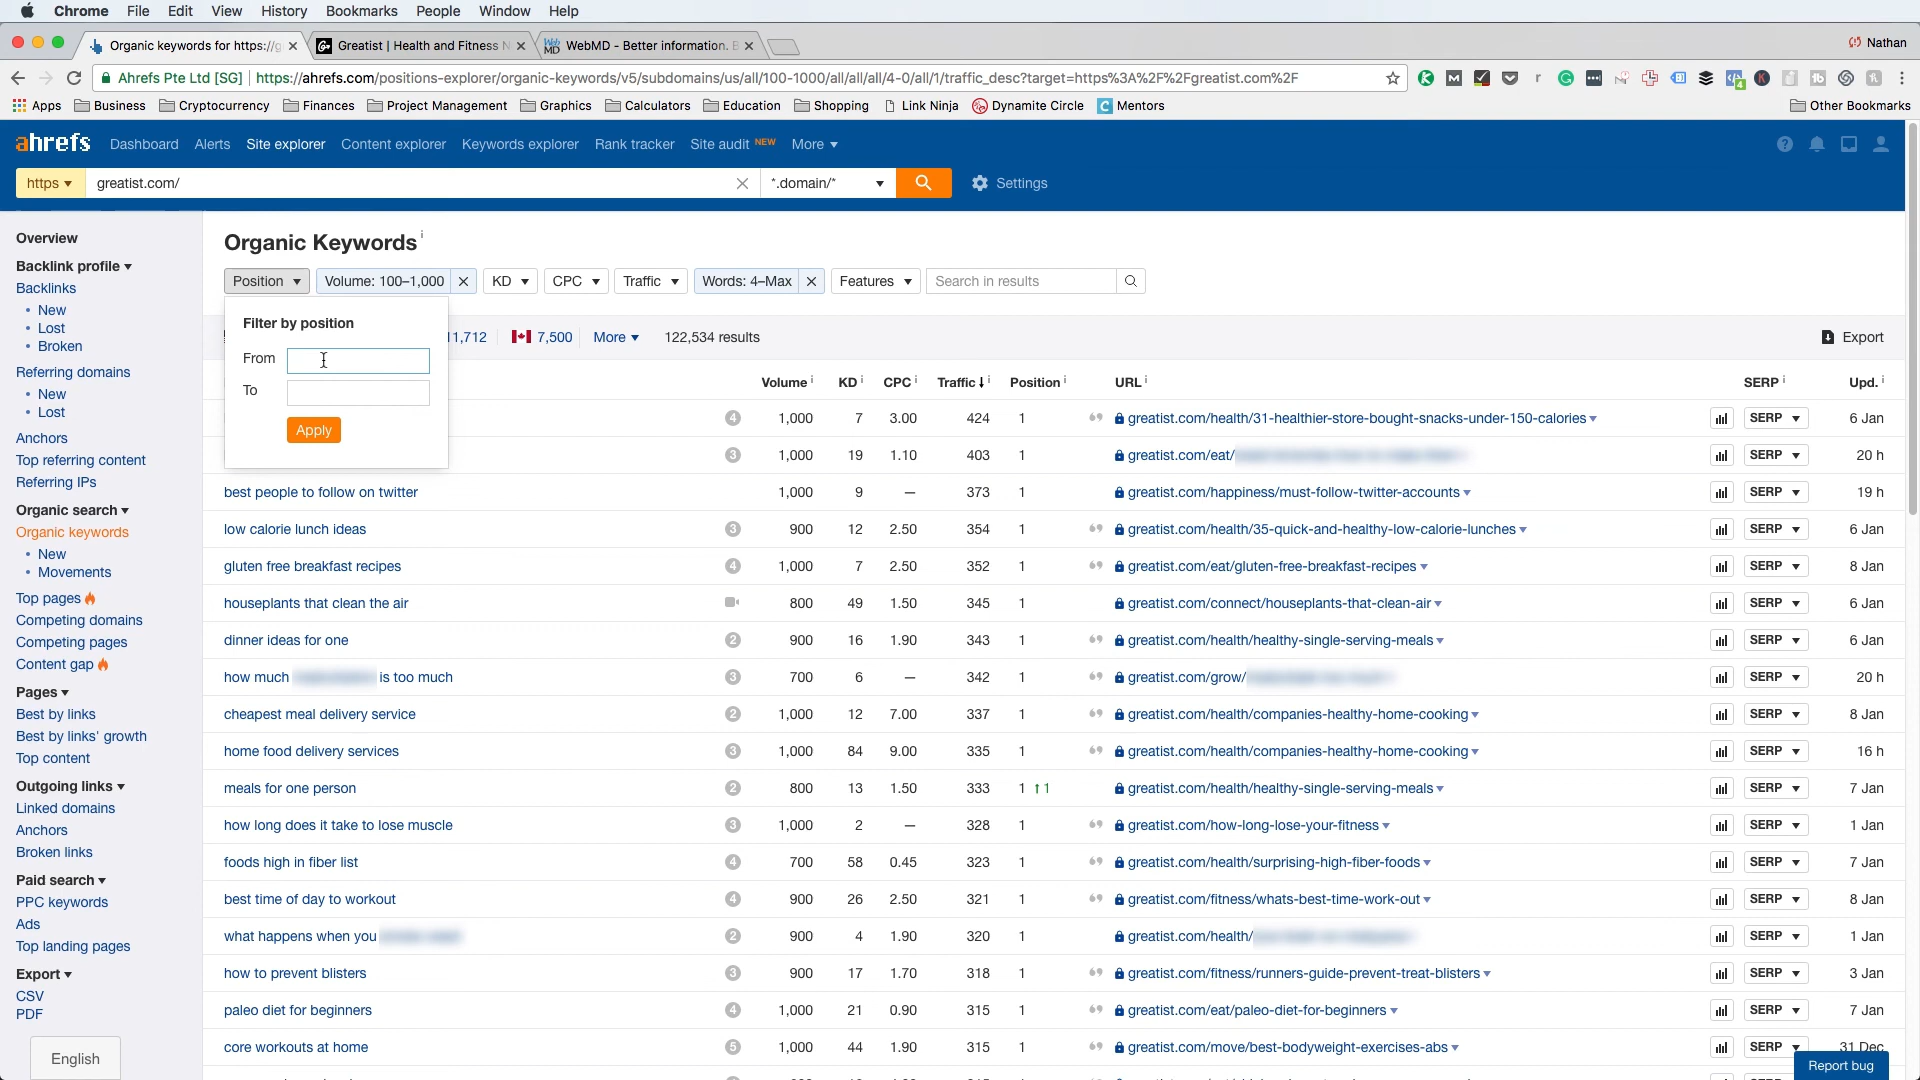 Chrome File Edit View History Bookmarks People Window Help
Organic keywords for https://g
Greatist | Health and Fitness N
WebMD - Better information. B
Nathan
Ahrefs Pte Ltd [SG] https://ahrefs.com/positions-explorer/organic-keywords/v5/subdomains/us/all/100-1000/all/all/all/4-0/all/1/traffic_desc?target=https%3A%2F%2Fgreatist.com%2F
Apps Business Cryptocurrency Finances Project Management Graphics Calculators Education Shopping Link Ninja Dynamite Circle Mentors Other Bookmarks
ahrefs Dashboard Alerts Site explorer Content explorer Keywords explorer Rank tracker Site audit NEW More
https greatist.com/ *.domain/* Settings
Overview
Backlink profile
Backlinks
• New
• Lost
• Broken
Referring domains
• New
• Lost
Anchors
Top referring content
Referring IPs
Organic search
Organic keywords
• New
• Movements
Top pages
Competing domains
Competing pages
Content gap
Pages
Best by links
Best by links' growth
Top content
Outgoing links
Linked domains
Anchors
Broken links
Paid search
PPC keywords
Ads
Top landing pages
Export
CSV
PDF
English
Organic Keywords
Position Volume: 100–1,000 KD CPC Traffic Words: 4–Max Features Search in results
Filter by position
From
To
Apply
11,712 7,500 More 122,534 results Export
Volume KD CPC Traffic Position URL SERP Upd.
4 1,000 7 3.00 424 1 greatist.com/health/31-healthier-store-bought-snacks-under-150-calories SERP 6 Jan
3 1,000 19 1.10 403 1 greatist.com/eat/ SERP 20 h
best people to follow on twitter 1,000 9 — 373 1 greatist.com/happiness/must-follow-twitter-accounts SERP 19 h
low calorie lunch ideas 3 900 12 2.50 354 1 greatist.com/health/35-quick-and-healthy-low-calorie-lunches SERP 6 Jan
gluten free breakfast recipes 4 1,000 7 2.50 352 1 greatist.com/eat/gluten-free-breakfast-recipes SERP 8 Jan
houseplants that clean the air 800 49 1.50 345 1 greatist.com/connect/houseplants-that-clean-air SERP 6 Jan
dinner ideas for one 2 900 16 1.90 343 1 greatist.com/health/healthy-single-serving-meals SERP 6 Jan
how much is too much 3 700 6 — 342 1 greatist.com/grow/ SERP 20 h
cheapest meal delivery service 2 1,000 12 7.00 337 1 greatist.com/health/companies-healthy-home-cooking SERP 8 Jan
home food delivery services 3 1,000 84 9.00 335 1 greatist.com/health/companies-healthy-home-cooking SERP 16 h
meals for one person 2 800 13 1.50 333 1 ↑1 greatist.com/health/healthy-single-serving-meals SERP 7 Jan
how long does it take to lose muscle 3 1,000 2 — 328 1 greatist.com/how-long-lose-your-fitness SERP 1 Jan
foods high in fiber list 4 700 58 0.45 323 1 greatist.com/health/surprising-high-fiber-foods SERP 7 Jan
best time of day to workout 4 900 26 2.50 321 1 greatist.com/fitness/whats-best-time-work-out SERP 8 Jan
what happens when you 2 900 4 1.90 320 1 greatist.com/health/ SERP 1 Jan
how to prevent blisters 3 900 17 1.70 318 1 greatist.com/fitness/runners-guide-prevent-treat-blisters SERP 3 Jan
paleo diet for beginners 4 1,000 21 0.90 315 1 greatist.com/eat/paleo-diet-for-beginners SERP 7 Jan
core workouts at home 5 1,000 44 1.90 315 1 greatist.com/move/best-bodyweight-exercises-abs SERP 31 Dec
Report bug